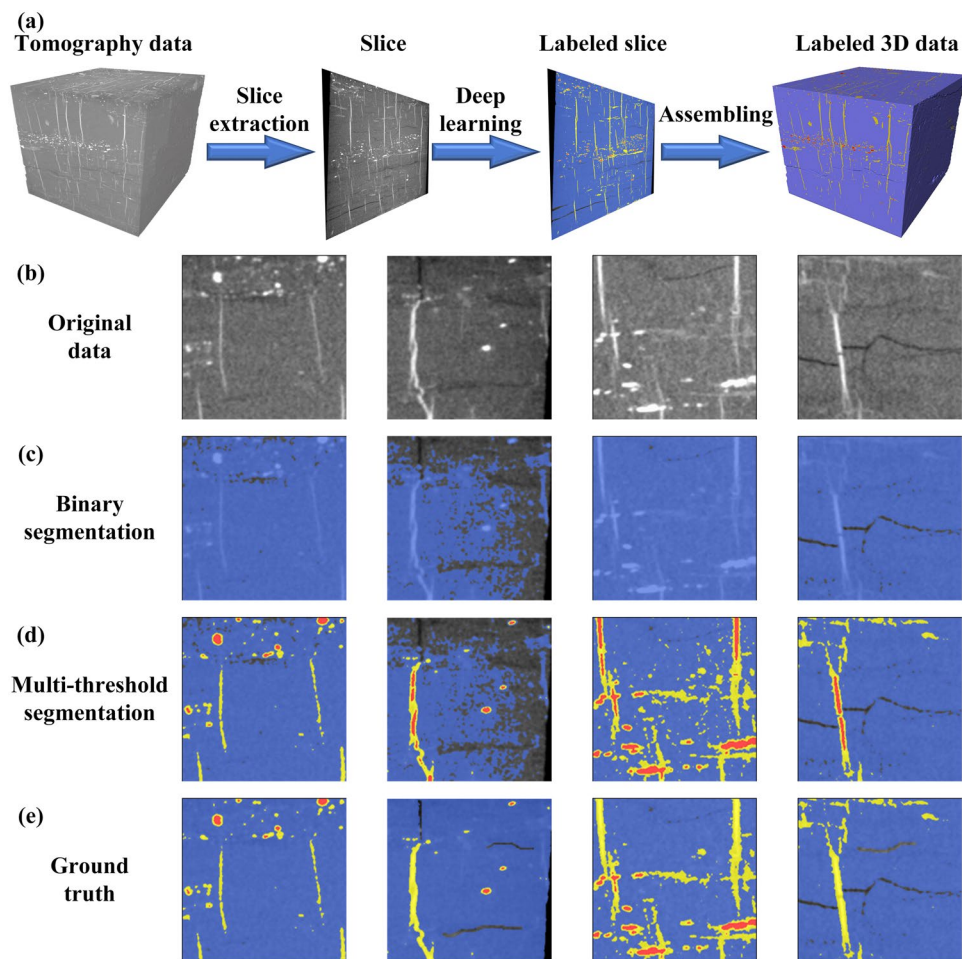 (a)
Tomography data
Slice
Labeled slice
Labeled 3D data
Slice
extraction
Deep
learning
Assembling
(b)
Original
data
(c)
Binary
segmentation
(d)
Multi-threshold
segmentation
(e)
Ground
truth